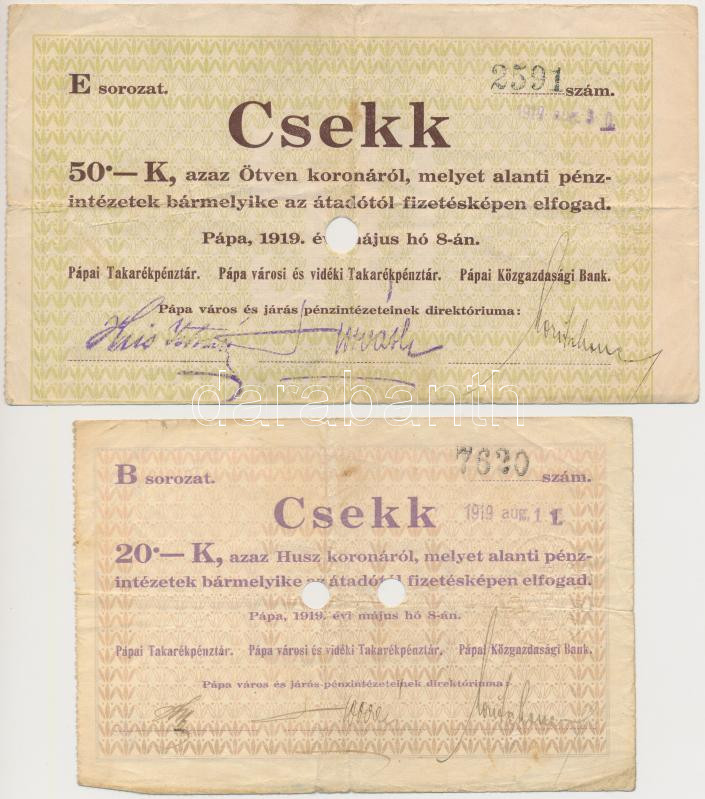 E sorozat. 2591 szám.
Csekk
50·— K, azaz Ötven koronáról, melyet alanti pénz-
intézetek bármelyike az átadótól fizetésképen elfogad.
Pápa, 1919. év május hó 8-án.
Pápai Takarékpénztár. Pápa városi és vidéki Takarékpénztár. Pápai Közgazdasági Bank.
Pápa város és járás pénzintézeteinek direktóriuma:
darabanth
B sorozat. 7620 szám.
Csekk 1919 aug. 1 1.
20·— K, azaz Husz koronáról, melyet alanti pénz-
intézetek bármelyike az átadótól fizetésképen elfogad.
Pápa, 1919. évi május hó 8-án.
Pápai Takarékpénztár. Pápa városi és vidéki Takarékpénztár. Pápai Közgazdasági Bank.
Pápa város és járás pénzintézeteinek direktóriuma: